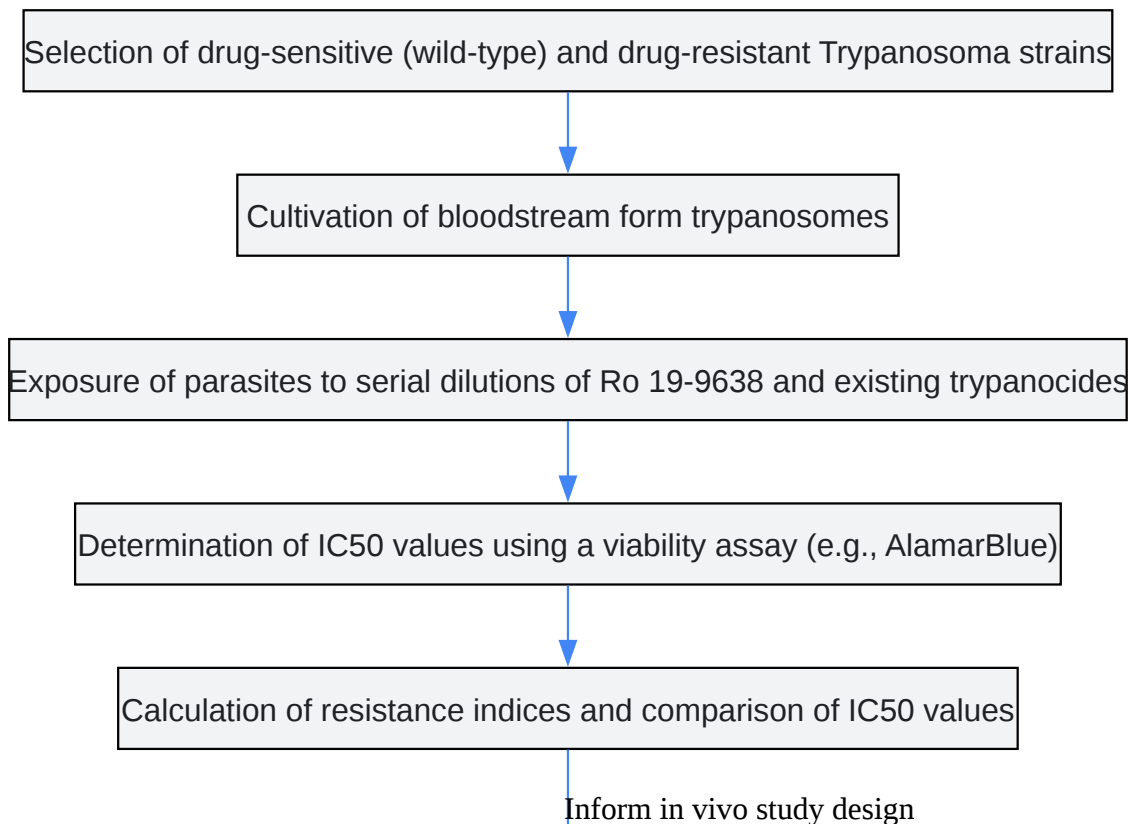 Selection of drug-sensitive (wild-type) and drug-resistant Trypanosoma strains
Cultivation of bloodstream form trypanosomes
Exposure of parasites to serial dilutions of Ro 19-9638 and existing trypanocides
Determination of IC50 values using a viability assay (e.g., AlamarBlue)
Calculation of resistance indices and comparison of IC50 values
Inform in vivo study design